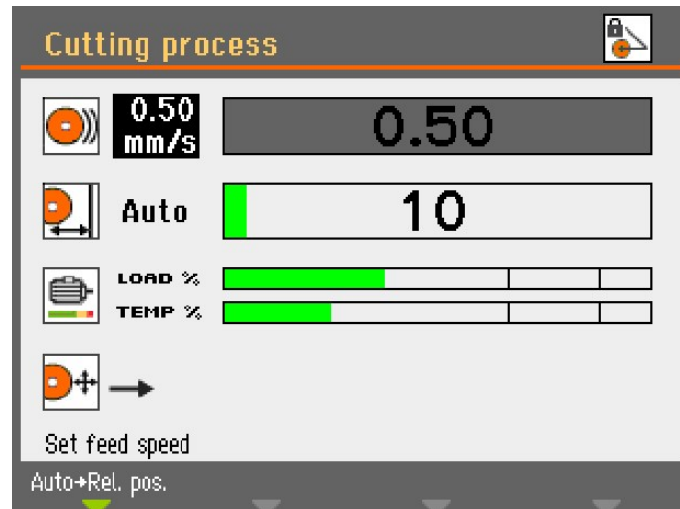 Cutting process
0.50
mm/s
0.50
Auto
10
LOAD %
TEMP %
Set feed speed
Auto→Rel. pos.